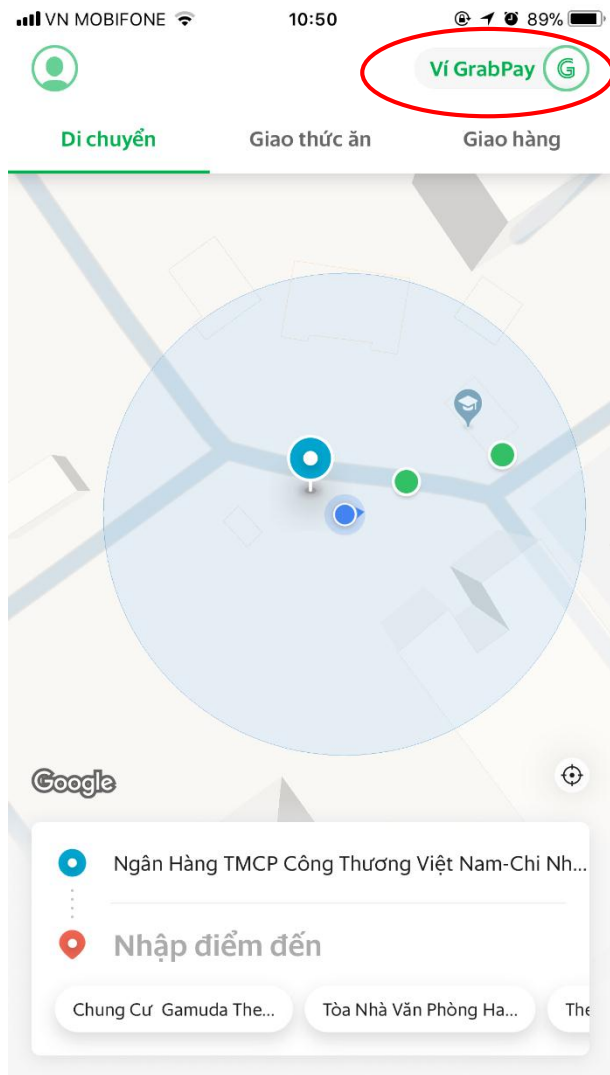 VN MOBIFONE 10:50 89%
Ví GrabPay G
Di chuyển Giao thức ăn Giao hàng
Google
Ngân Hàng TMCP Công Thương Việt Nam-Chi Nh...
Nhập điểm đến
Chung Cư Gamuda The... Tòa Nhà Văn Phòng Ha... The